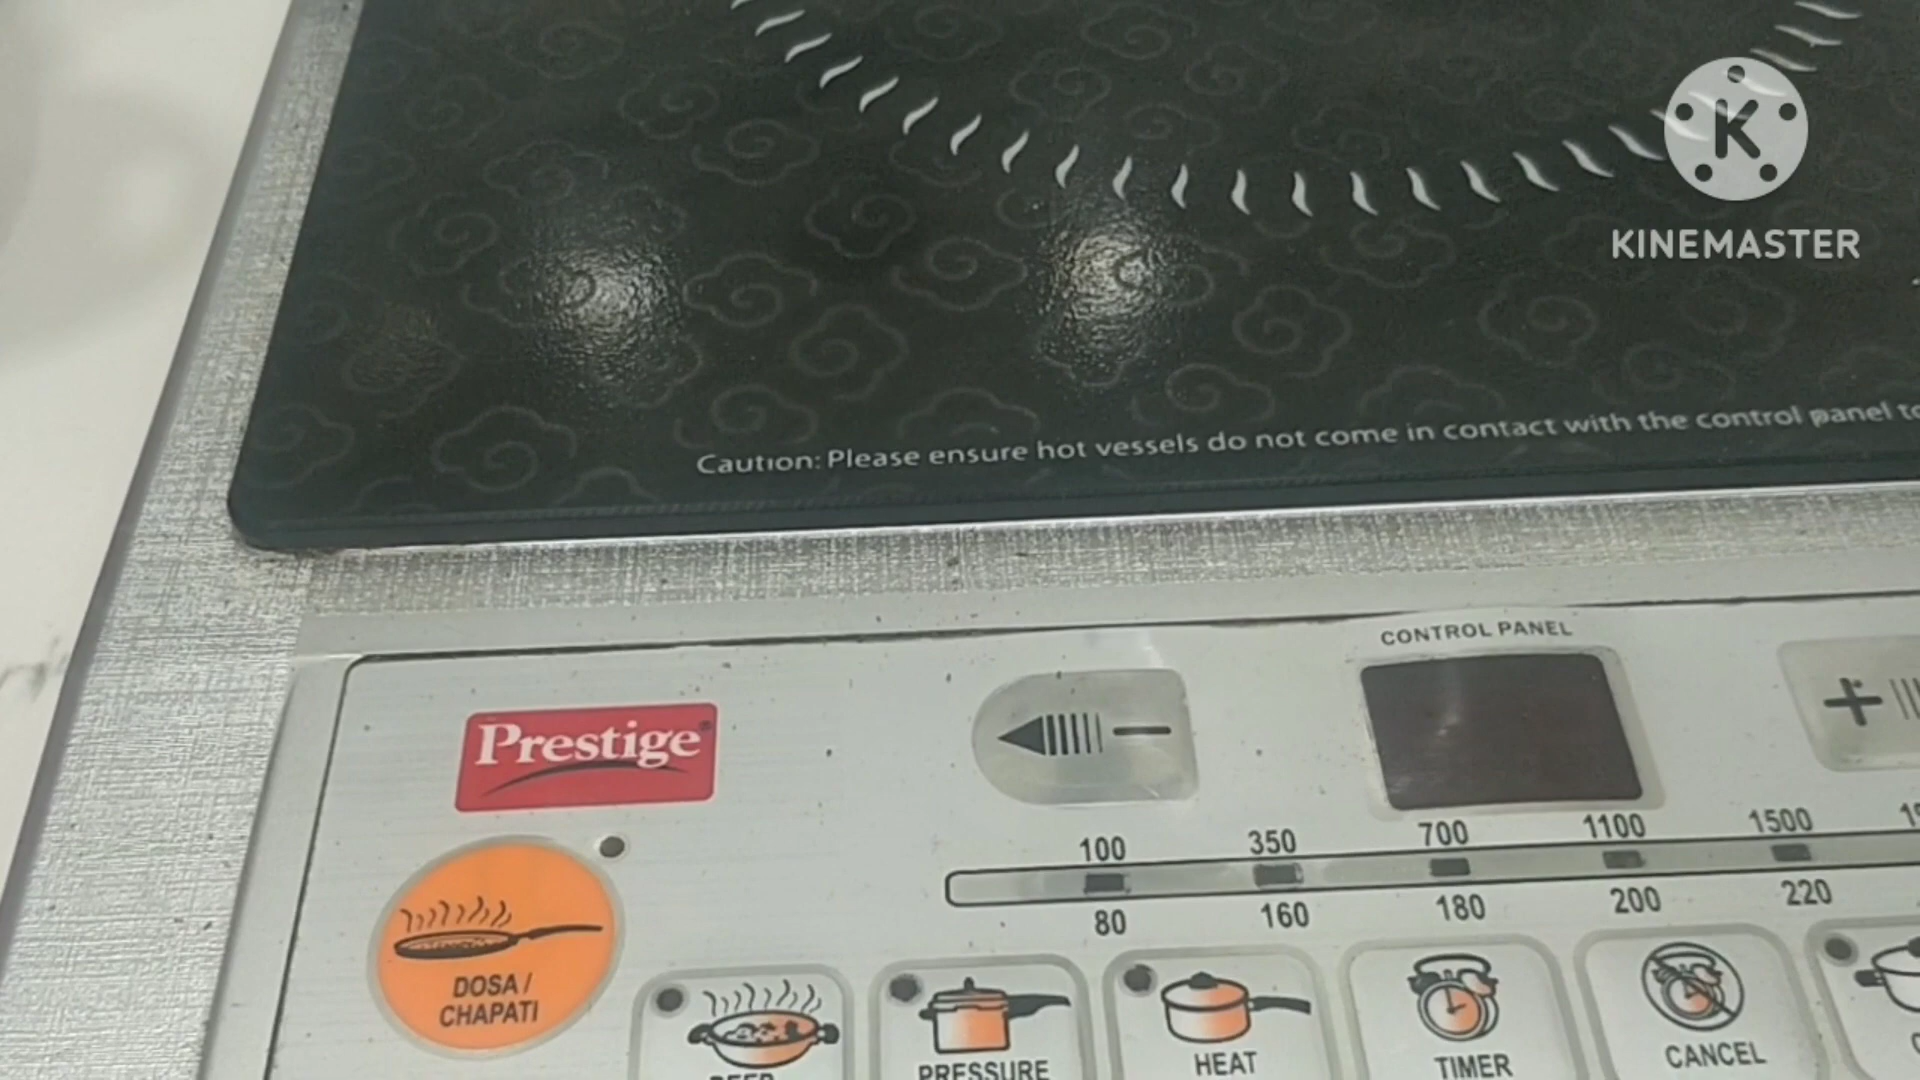 K
KINEMASTER
Caution: Please ensure hot vessels do not come in contact with the control panel to
CONTROL PANEL
Prestige®
100 350 700 1100 1500
80 160 180 200 220
DOSA /
CHAPATI
PRESSURE
HEAT
TIMER
CANCEL